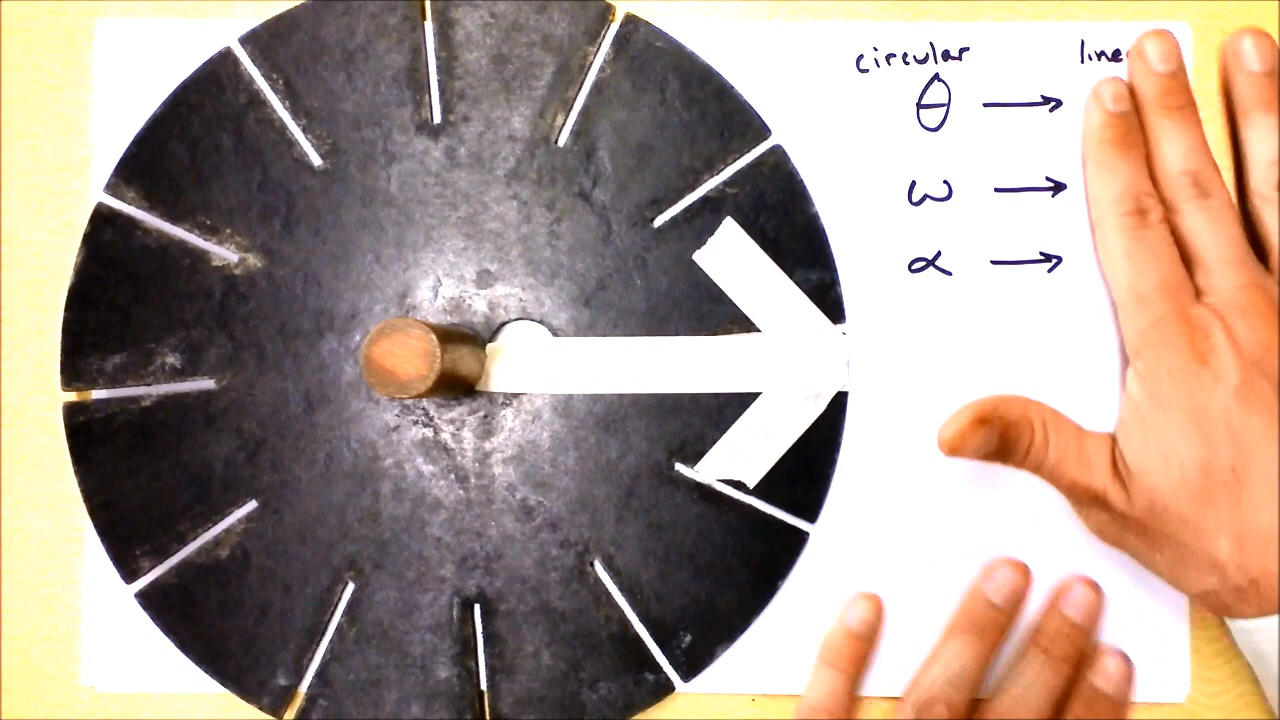 circular
θ →
ω →
α →